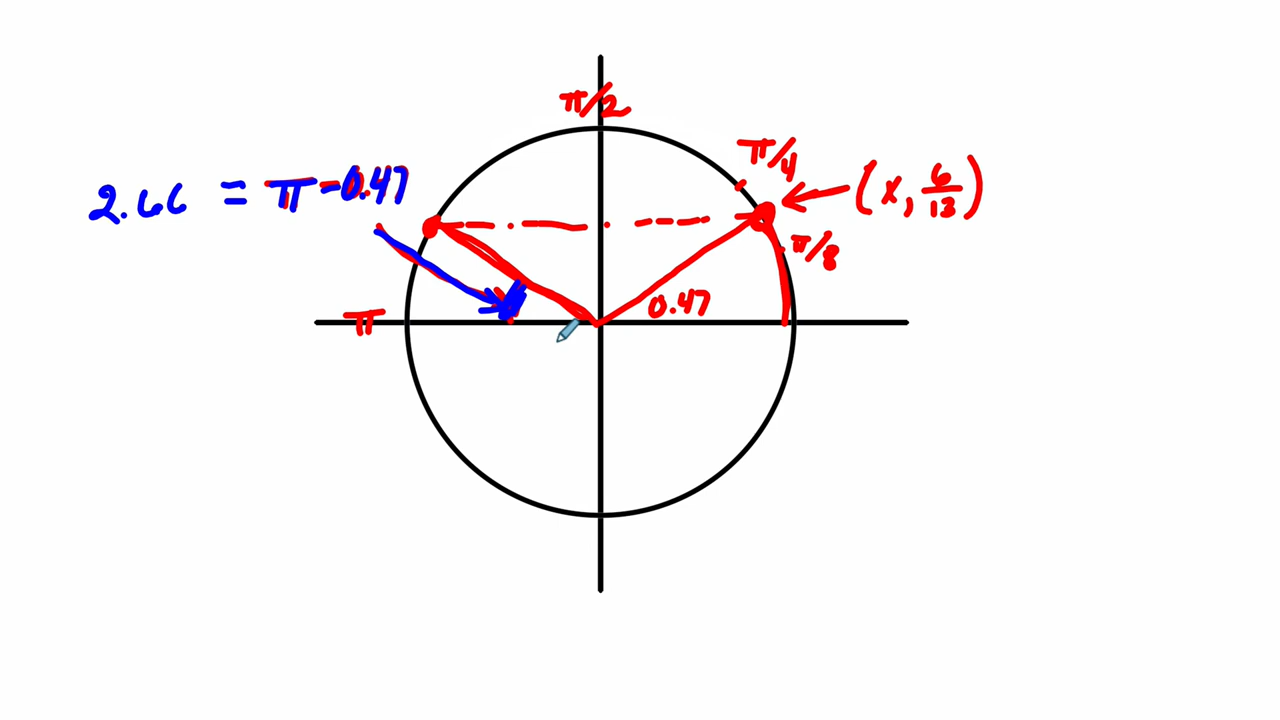 π/2
π/4
(x, 6/13)
2.66 = π - 0.47
π/8
0.47
π